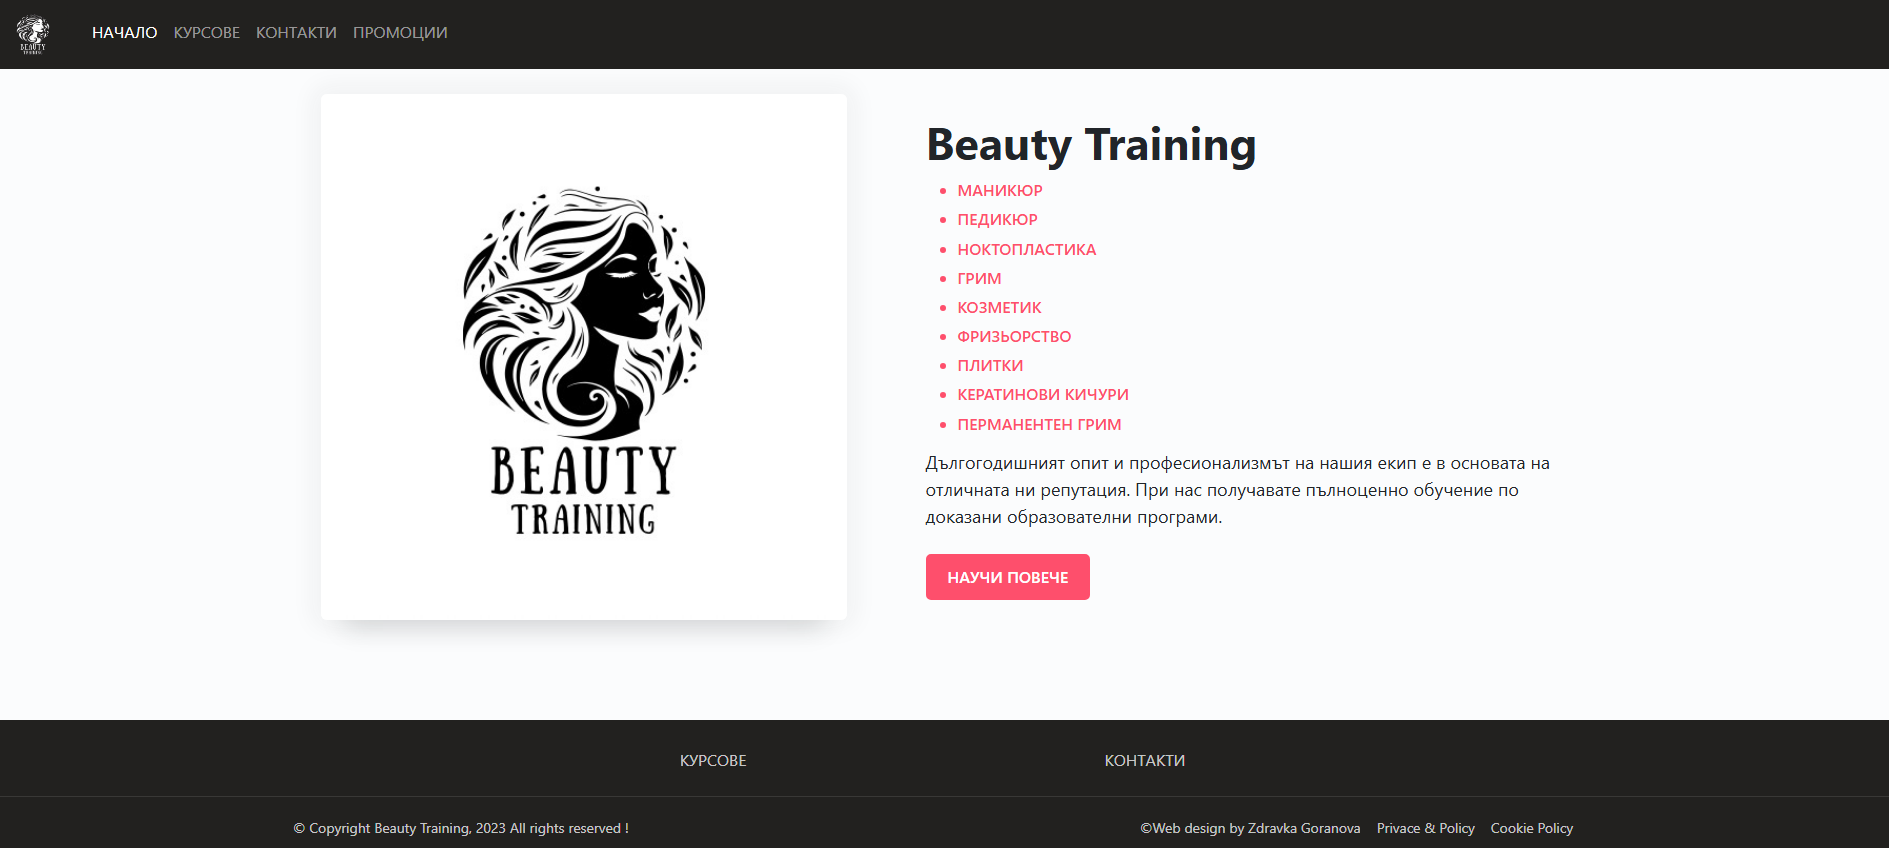 BEAUTY
TRAINING
НАЧАЛО КУРСОВЕ КОНТАКТИ ПРОМОЦИИ
BEAUTY
TRAINING
Beauty Training
МАНИКЮР
ПЕДИКЮР
НОКТОПЛАСТИКА
ГРИМ
КОЗМЕТИК
ФРИЗЬОРСТВО
ПЛИТКИ
КЕРАТИНОВИ КИЧУРИ
ПЕРМАНЕНТЕН ГРИМ
Дългогодишният опит и професионализмът на нашия екип е в основата на
отличната ни репутация. При нас получавате пълноценно обучение по
доказани образователни програми.
НАУЧИ ПОВЕЧЕ
КУРСОВЕ КОНТАКТИ
© Copyright Beauty Training, 2023 All rights reserved !
©Web design by Zdravka Goranova Privace & Policy Cookie Policy